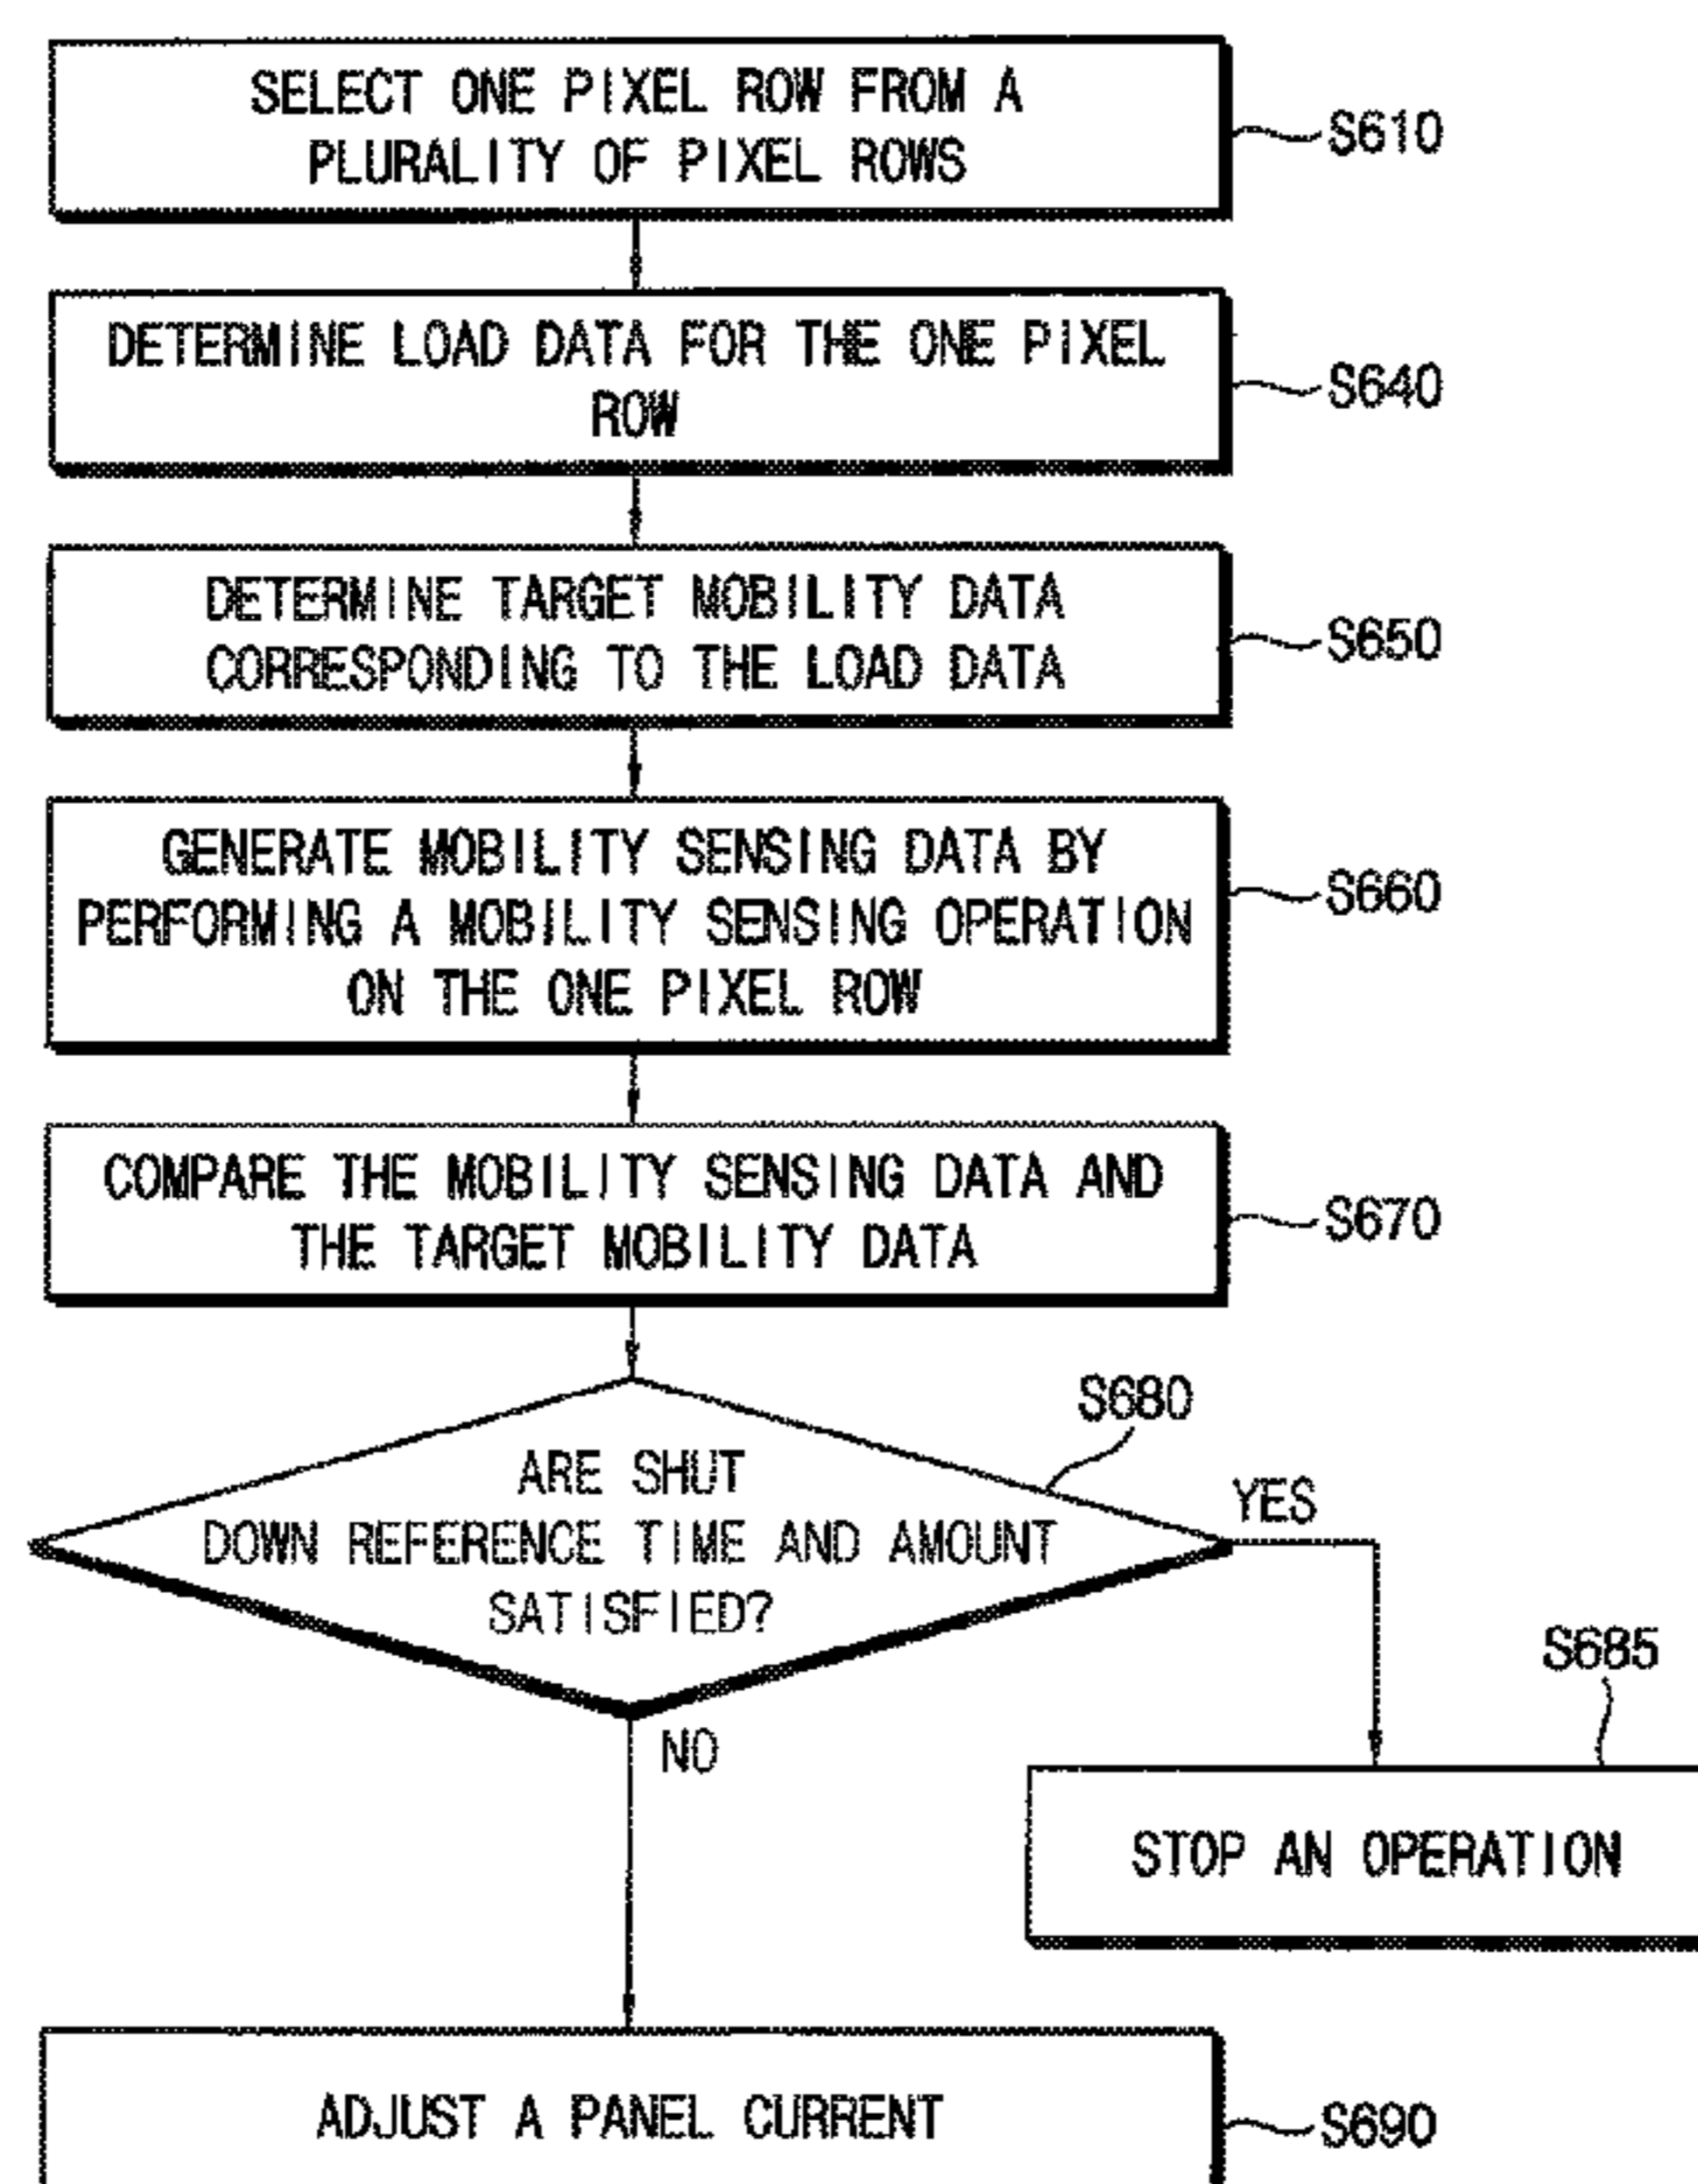 SELECT ONE PIXEL ROW FROM A
PLURALITY OF PIXEL ROWS
S610
DETERMINE LOAD DATA FOR THE ONE PIXEL
ROW
S640
DETERMINE TARGET MOBILITY DATA
CORRESPONDING TO THE LOAD DATA
S650
GENERATE MOBILITY SENSING DATA BY
PERFORMING A MOBILITY SENSING OPERATION
ON THE ONE PIXEL ROW
S660
COMPARE THE MOBILITY SENSING DATA AND
THE TARGET MOBILITY DATA
S670
S680
ARE SHUT
DOWN REFERENCE TIME AND AMOUNT
SATISFIED?
YES
NO
S685
STOP AN OPERATION
ADJUST A PANEL CURRENT
S690